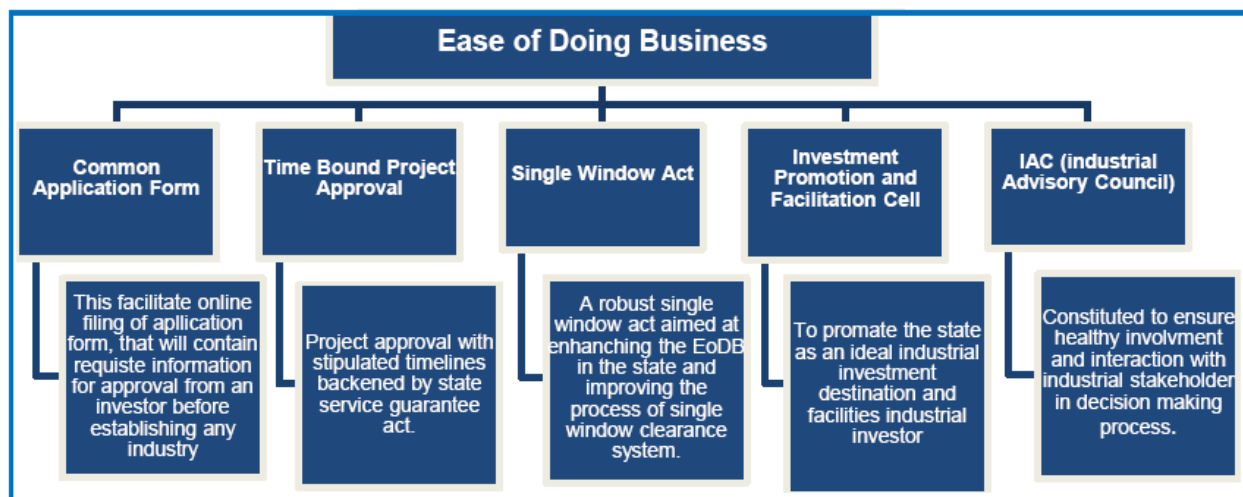 Ease of Doing Business
Common
Application Form
Time Bound Project
Approval
Single Window Act
Investment
Promotion and
Facilitation Cell
IAC (industrial
Advisory Council)
This facilitate online
filing of apllication
form, that will contain
requiste information
for approval from an
investor before
establishing any
industry
Project approval with
stipulated timelines
backened by state
service guarantee
act.
A robust single
window act aimed at
enhanching the EoDB
in the state and
improving the
process of single
window clearance
system.
To promate the state
as an ideal industrial
investment
destination and
facilities industrial
investor
Constituted to ensure
healthy involvment
and interaction with
industrial stakeholder
in decision making
process.